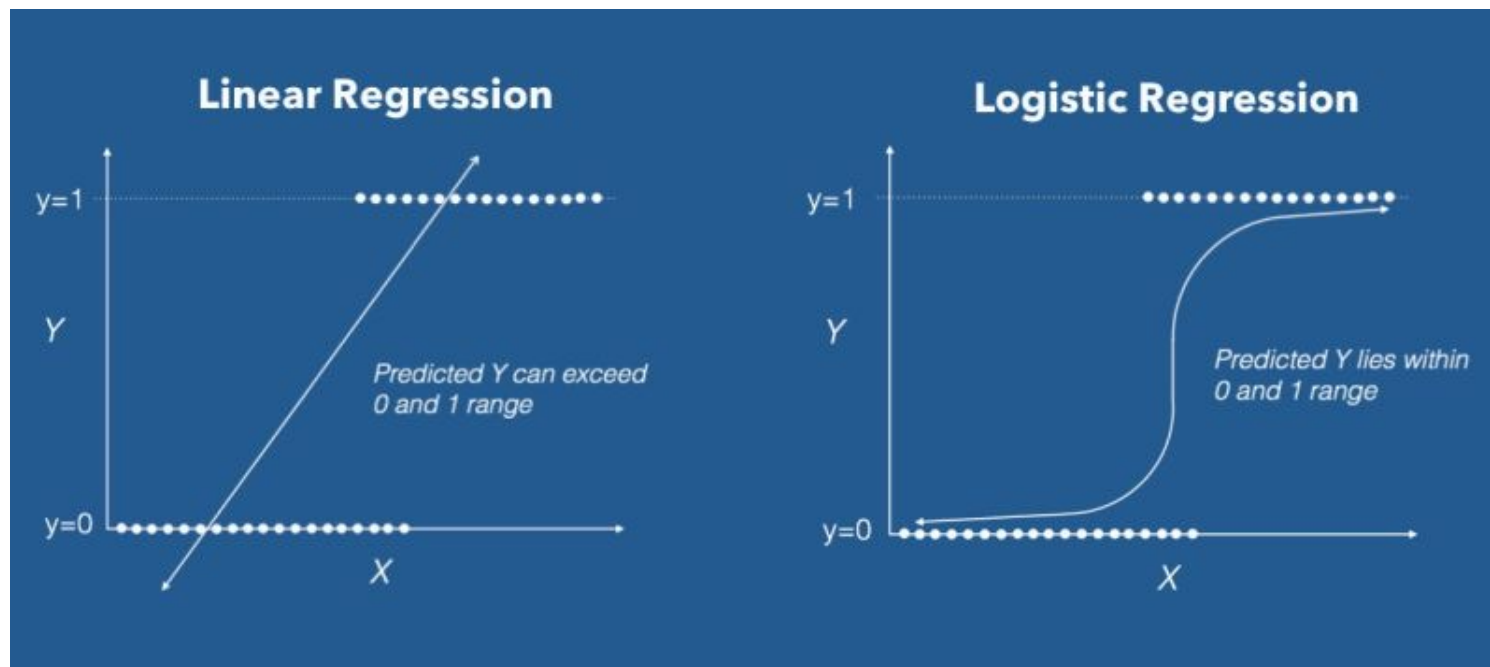 Linear Regression
y=1
Y
Predicted Y can exceed
0 and 1 range
y=0
X
Logistic Regression
y=1
Y
Predicted Y lies within
0 and 1 range
y=0
X